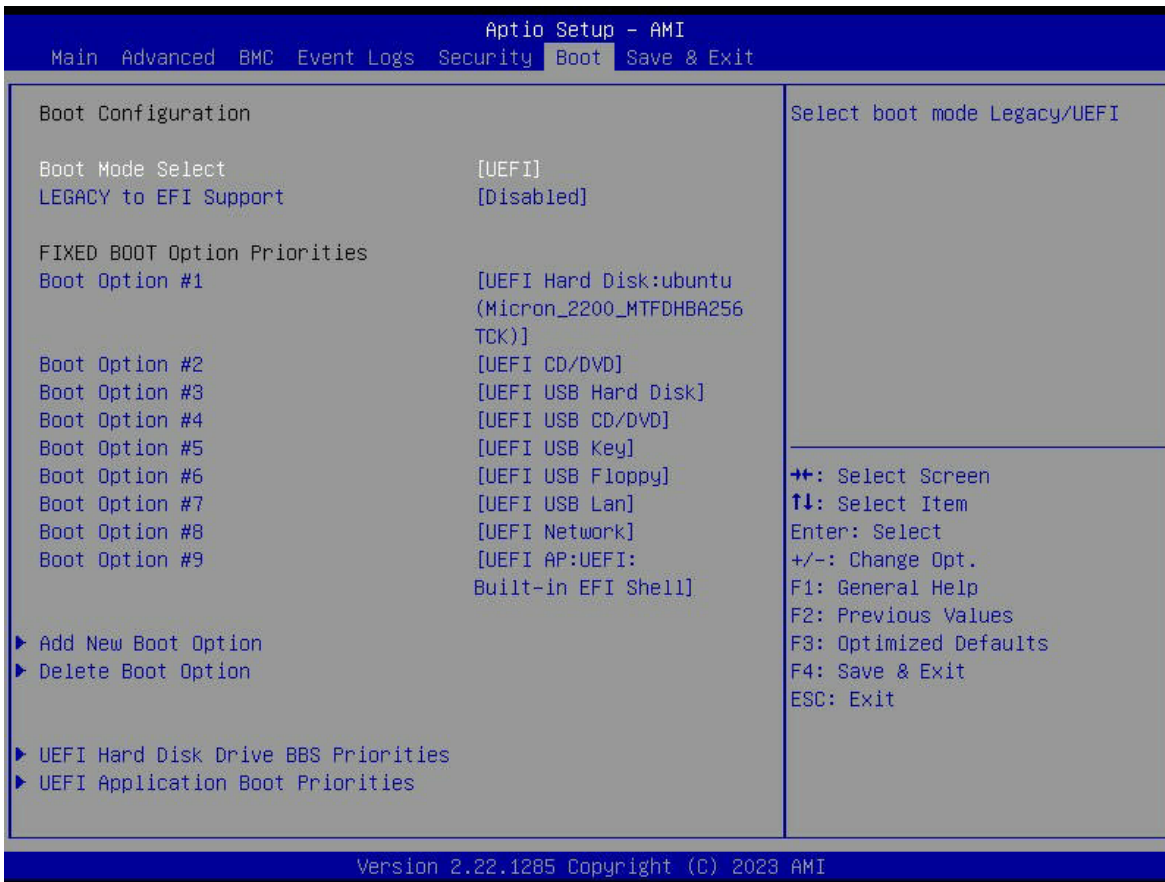 Aptio Setup – AMI
Main Advanced BMC Event Logs Security Boot Save & Exit
Boot Configuration
Boot Mode Select [UEFI]
LEGACY to EFI Support [Disabled]
FIXED BOOT Option Priorities
Boot Option #1 [UEFI Hard Disk:ubuntu
(Micron_2200_MTFDHBA256
TCK)]
Boot Option #2 [UEFI CD/DVD]
Boot Option #3 [UEFI USB Hard Disk]
Boot Option #4 [UEFI USB CD/DVD]
Boot Option #5 [UEFI USB Key]
Boot Option #6 [UEFI USB Floppy]
Boot Option #7 [UEFI USB Lan]
Boot Option #8 [UEFI Network]
Boot Option #9 [UEFI AP:UEFI:
Built-in EFI Shell]
Add New Boot Option
Delete Boot Option
UEFI Hard Disk Drive BBS Priorities
UEFI Application Boot Priorities
Select boot mode Legacy/UEFI
→←: Select Screen
↑↓: Select Item
Enter: Select
+/-: Change Opt.
F1: General Help
F2: Previous Values
F3: Optimized Defaults
F4: Save & Exit
ESC: Exit
Version 2.22.1285 Copyright (C) 2023 AMI